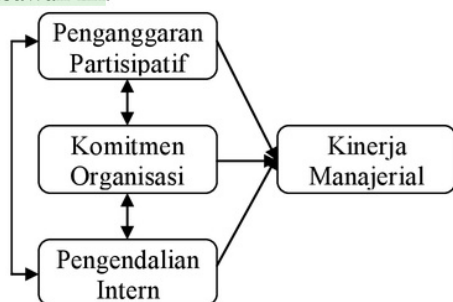 Penganggaran
Partisipatif
Komitmen
Organisasi
Kinerja
Manajerial
Pengendalian
Intern